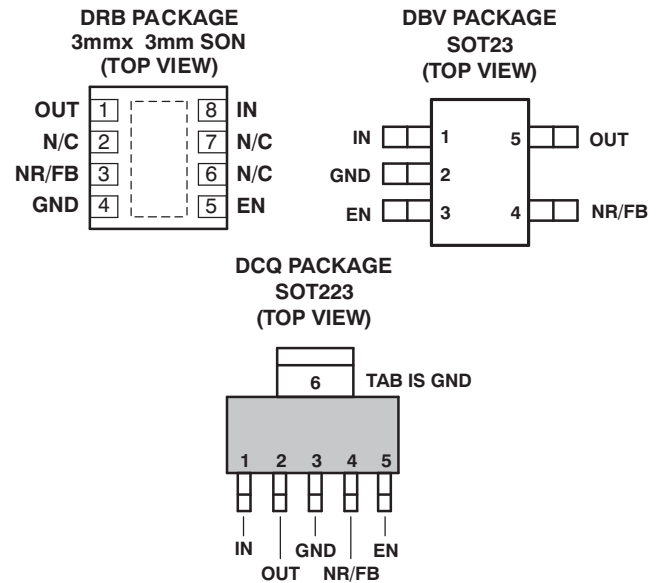 DRB PACKAGE
3mmx 3mm SON
(TOP VIEW)
OUT 1 8 IN
N/C 2 7 N/C
NR/FB 3 6 N/C
GND 4 5 EN
DBV PACKAGE
SOT23
(TOP VIEW)
IN 1 5 OUT
GND 2
EN 3 4 NR/FB
DCQ PACKAGE
SOT223
(TOP VIEW)
6 TAB IS GND
1 2 3 4 5
IN GND EN
OUT NR/FB